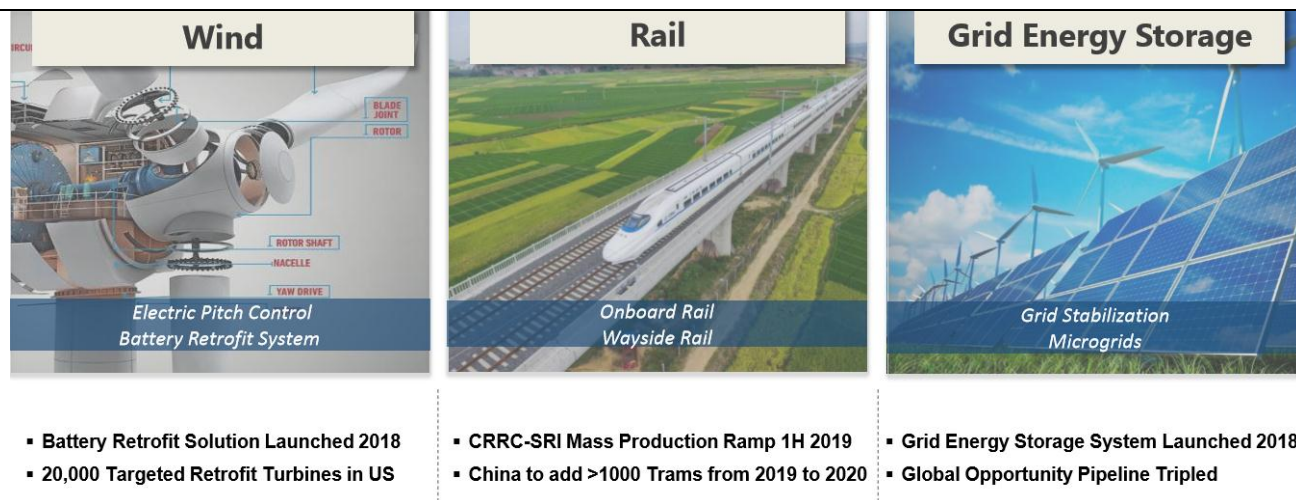 Wind
IRCUI
BLADE
JOINT
ROTOR
ROTOR SHAFT
NACELLE
YAW DRIVE
Electric Pitch Control
Battery Retrofit System
▪ Battery Retrofit Solution Launched 2018
▪ 20,000 Targeted Retrofit Turbines in US
Rail
Onboard Rail
Wayside Rail
▪ CRRC-SRI Mass Production Ramp 1H 2019
▪ China to add >1000 Trams from 2019 to 2020
Grid Energy Storage
Grid Stabilization
Microgrids
▪ Grid Energy Storage System Launched 2018
▪ Global Opportunity Pipeline Tripled